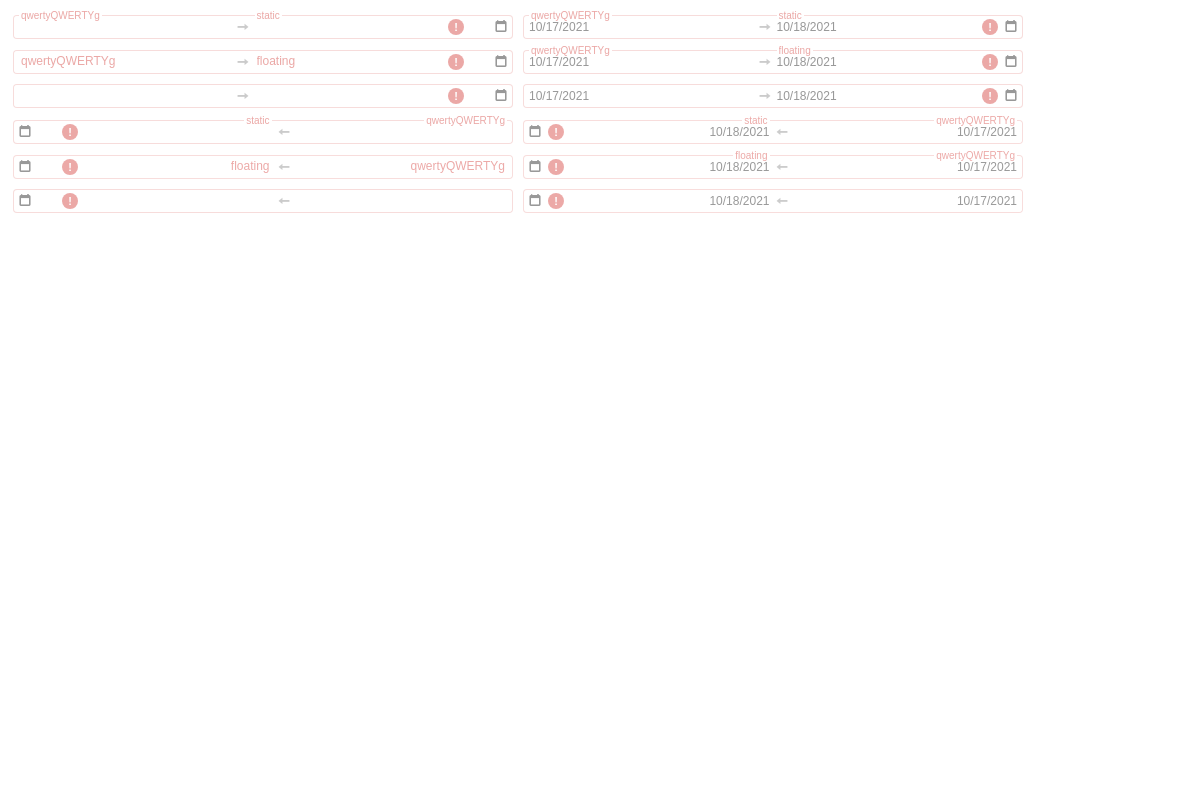 qwertyQWERTYg static qwertyQWERTYg static
! 10/17/2021 10/18/2021 !
qwertyQWERTYg floating
qwertyQWERTYg floating ! 10/17/2021 10/18/2021 !
! 10/17/2021 10/18/2021 !
static qwertyQWERTYg static qwertyQWERTYg
! ! 10/18/2021 10/17/2021
floating qwertyQWERTYg
! floating qwertyQWERTYg ! 10/18/2021 10/17/2021
! ! 10/18/2021 10/17/2021